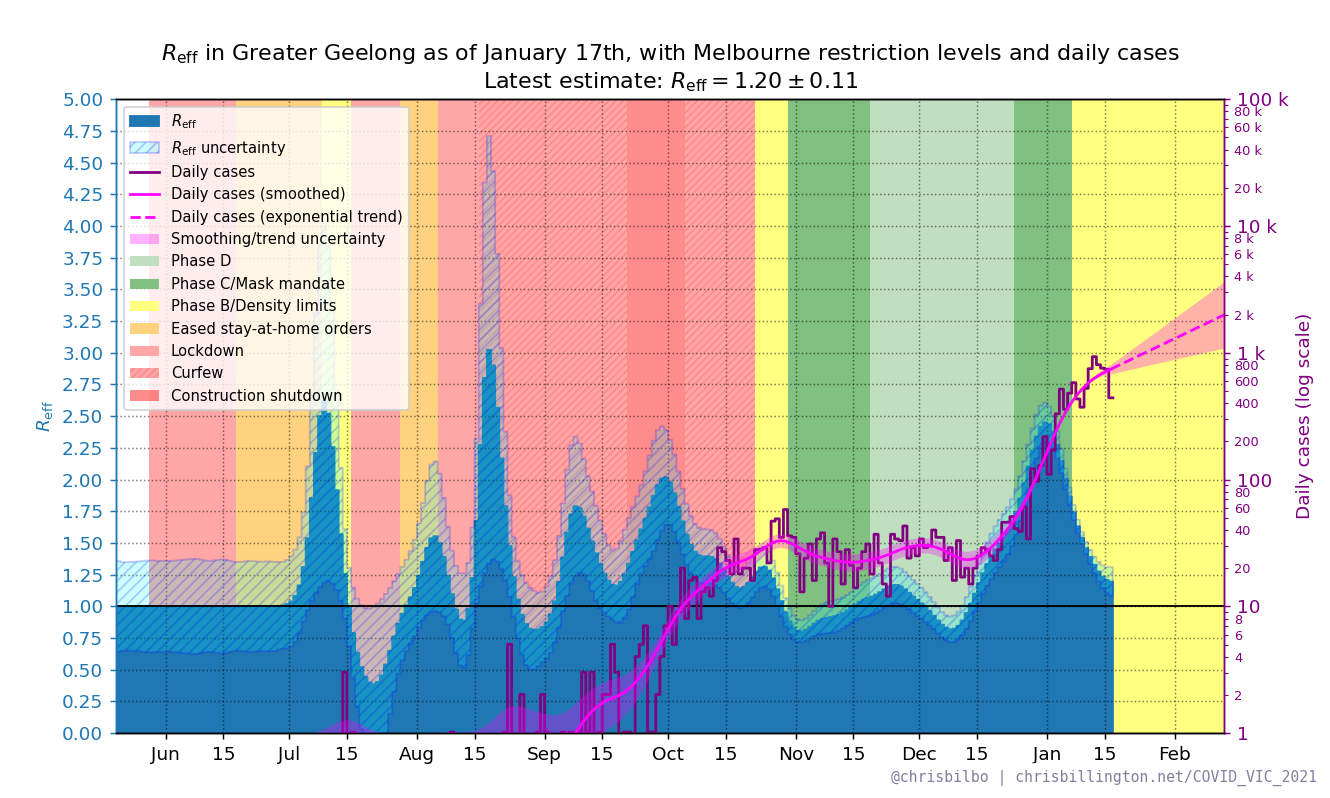 Reff in Greater Geelong as of January 17th, with Melbourne restriction levels and daily cases
Latest estimate: Reff = 1.20 ± 0.11
Reff
Reff uncertainty
Daily cases
Daily cases (smoothed)
Daily cases (exponential trend)
Smoothing/trend uncertainty
Phase D
Phase C/Mask mandate
Phase B/Density limits
Eased stay-at-home orders
Lockdown
Curfew
Construction shutdown
5.00
4.75
4.50
4.25
4.00
3.75
3.50
3.25
3.00
2.75
2.50
2.25
2.00
1.75
1.50
1.25
1.00
0.75
0.50
0.25
0.00
Reff
100 k
80 k
60 k
40 k
20 k
10 k
8 k
6 k
4 k
2 k
1 k
800
600
400
200
100
80
60
40
20
10
8
6
4
2
1
Daily cases (log scale)
Jun 15 Jul 15 Aug 15 Sep 15 Oct 15 Nov 15 Dec 15 Jan 15 Feb
@chrisbilbo | chrisbillington.net/COVID_VIC_2021